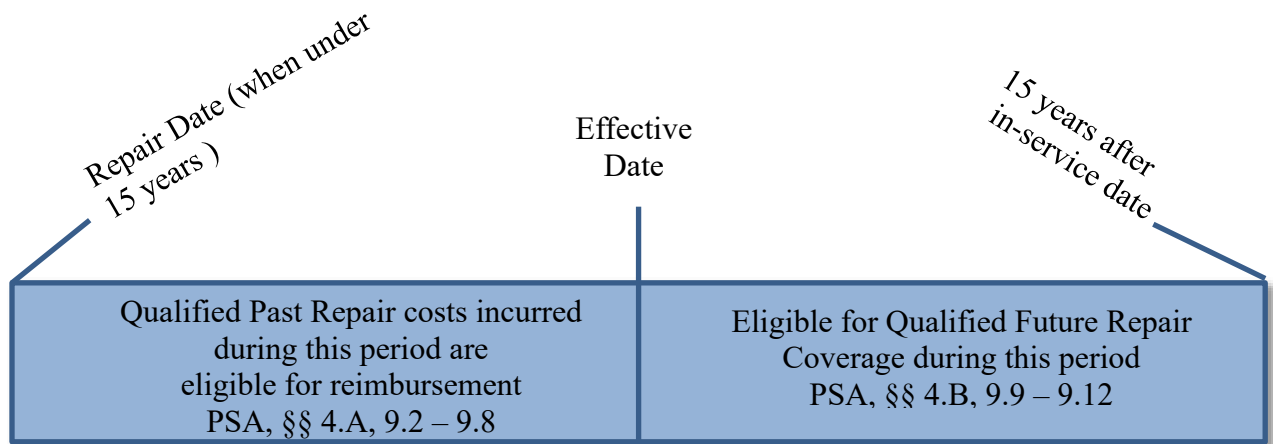 Repair Date (when under
15 years )
Effective
Date
15 years after
in-service date
Qualified Past Repair costs incurred
during this period are
eligible for reimbursement
PSA, §§ 4.A, 9.2 – 9.8
Eligible for Qualified Future Repair
Coverage during this period
PSA, §§ 4.B, 9.9 – 9.12